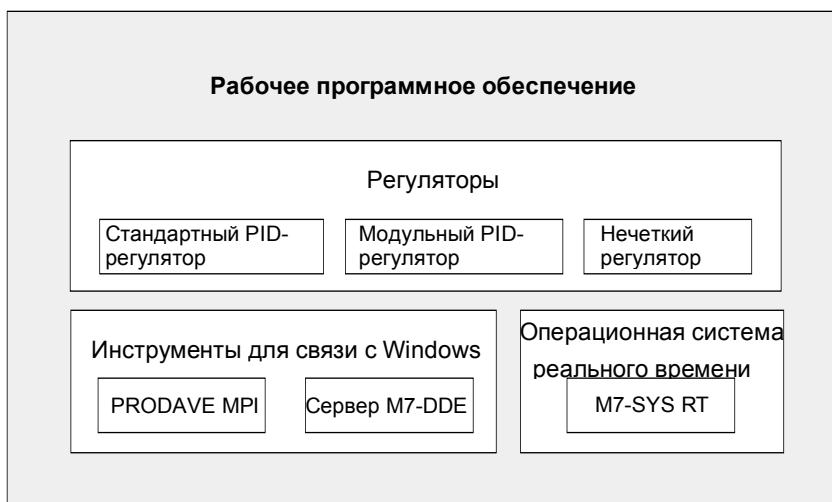 Рабочее программное обеспечение
Регуляторы
Стандартный PID-
регулятор
Модульный PID-
регулятор
Нечеткий
регулятор
Инструменты для связи с Windows
PRODAVE MPI
Сервер M7-DDE
Операционная система
реального времени
M7-SYS RT